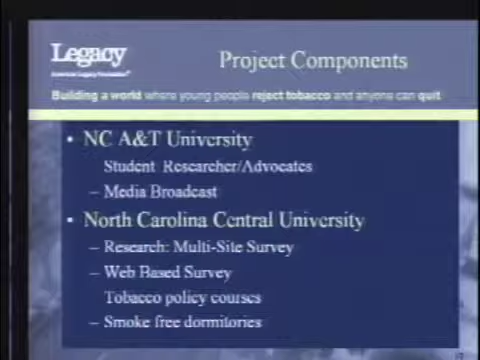 Legacy
American Legacy Foundation
Project Components
Building a world where young people reject tobacco and anyone can quit
• NC A&T University
Student Researcher/Advocates
– Media Broadcast
• North Carolina Central University
– Research: Multi-Site Survey
– Web Based Survey
Tobacco policy courses
– Smoke free dormitories